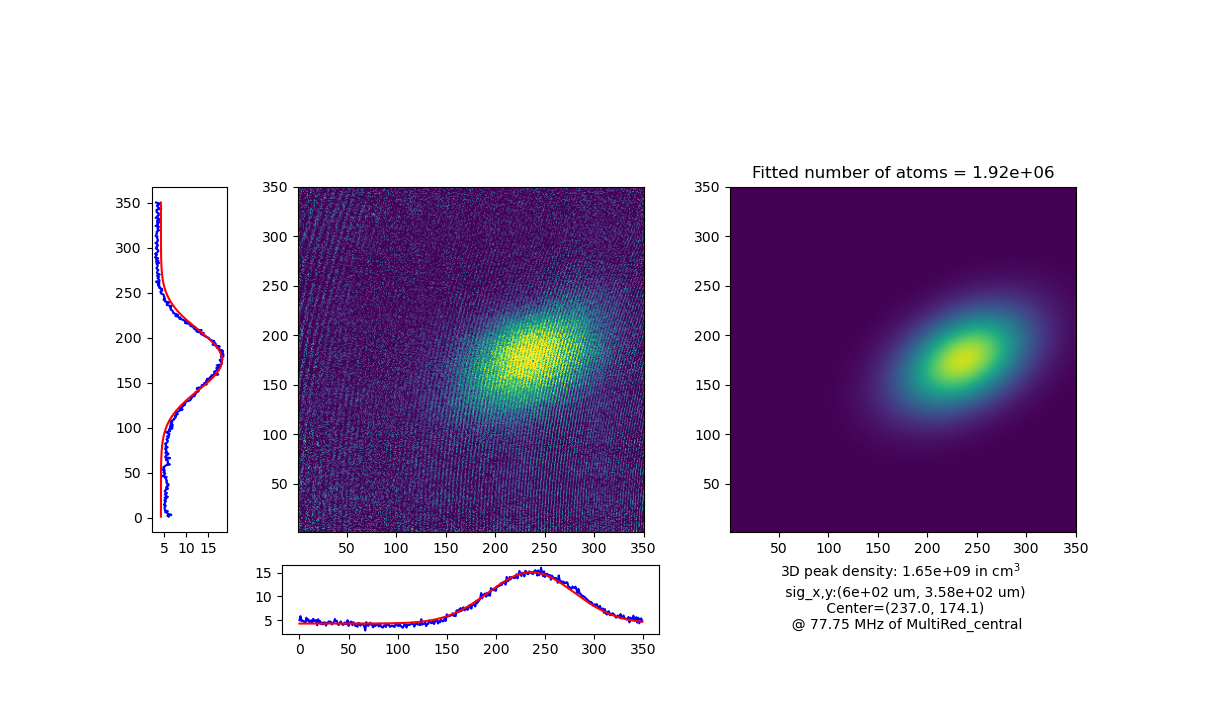 Fitted number of atoms = 1.92e+06
350
300
250
200
150
100
50
0
5 10 15
350
300
250
200
150
100
50
50 100 150 200 250 300 350
350
300
250
200
150
100
50
50 100 150 200 250 300 350
15
10
5
0 50 100 150 200 250 300 350
3D peak density: 1.65e+09 in cm³
sig_x,y:(6e+02 um, 3.58e+02 um)
Center=(237.0, 174.1)
@ 77.75 MHz of MultiRed_central